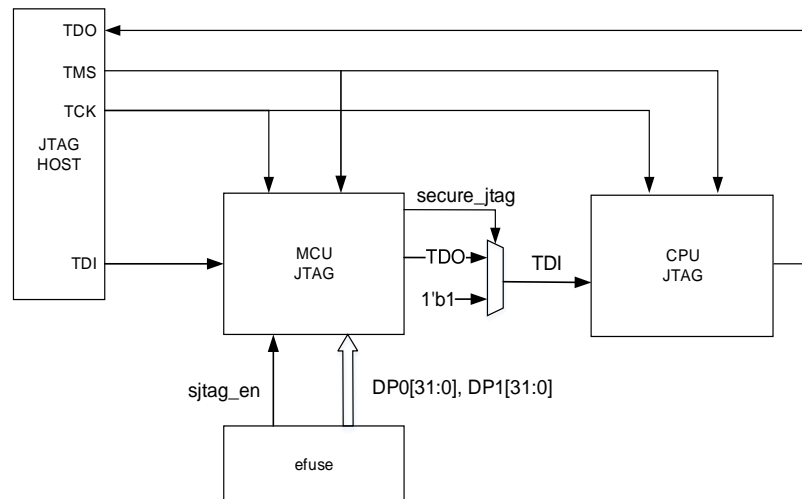 TDO
TMS
TCK
JTAG
HOST
TDI
secure_jtag
MCU
JTAG
TDO
1'b1
TDI
CPU
JTAG
sjtag_en
DP0[31:0], DP1[31:0]
efuse